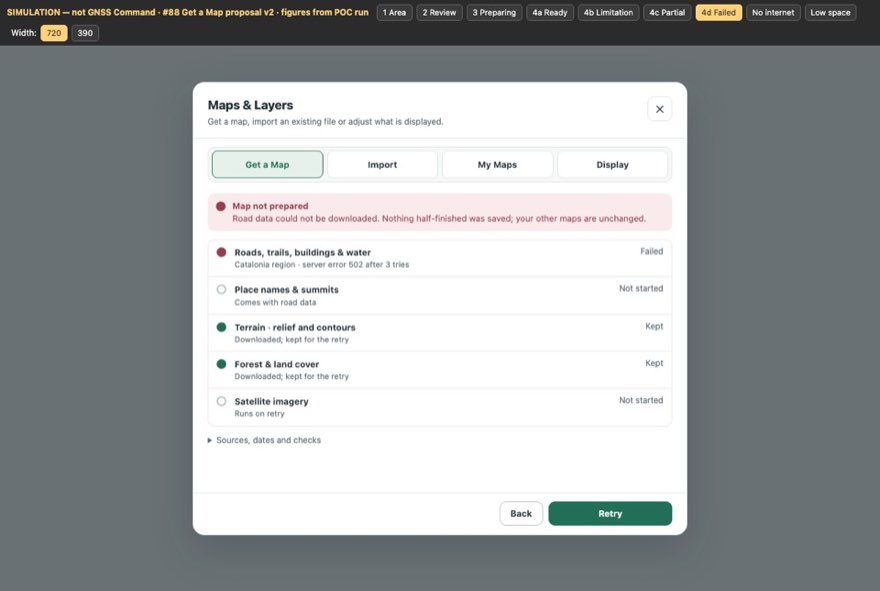 SIMULATION — not GNSS Command · #88 Get a Map proposal v2 · figures from POC run 1 Area 2 Review 3 Preparing 4a Ready 4b Limitation 4c Partial 4d Failed No internet Low space
Width: 720 390
Maps & Layers
Get a map, import an existing file or adjust what is displayed.
Get a Map Import My Maps Display
Map not prepared
Road data could not be downloaded. Nothing half-finished was saved; your other maps are unchanged.
Roads, trails, buildings & water Failed
Catalonia region · server error 502 after 3 tries
Place names & summits Not started
Comes with road data
Terrain · relief and contours Kept
Downloaded; kept for the retry
Forest & land cover Kept
Downloaded; kept for the retry
Satellite imagery Not started
Runs on retry
Sources, dates and checks
Back Retry